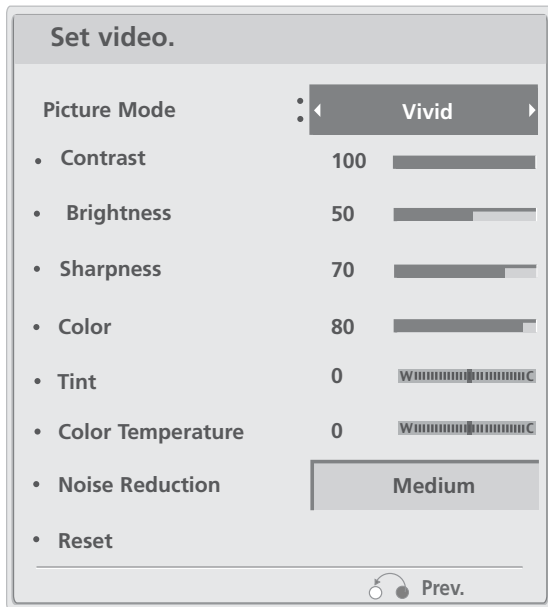 Set video.
Picture Mode : Vivid
• Contrast 100
• Brightness 50
• Sharpness 70
• Color 80
• Tint 0 W C
• Color Temperature 0 W C
• Noise Reduction Medium
• Reset
Prev.